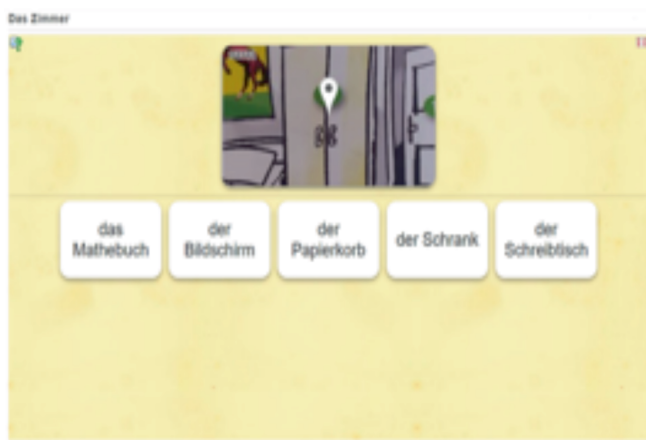 Das Zimmer
das
Mathebuch
der
Bildschirm
der
Papierkorb
der Schrank
der
Schreibtisch